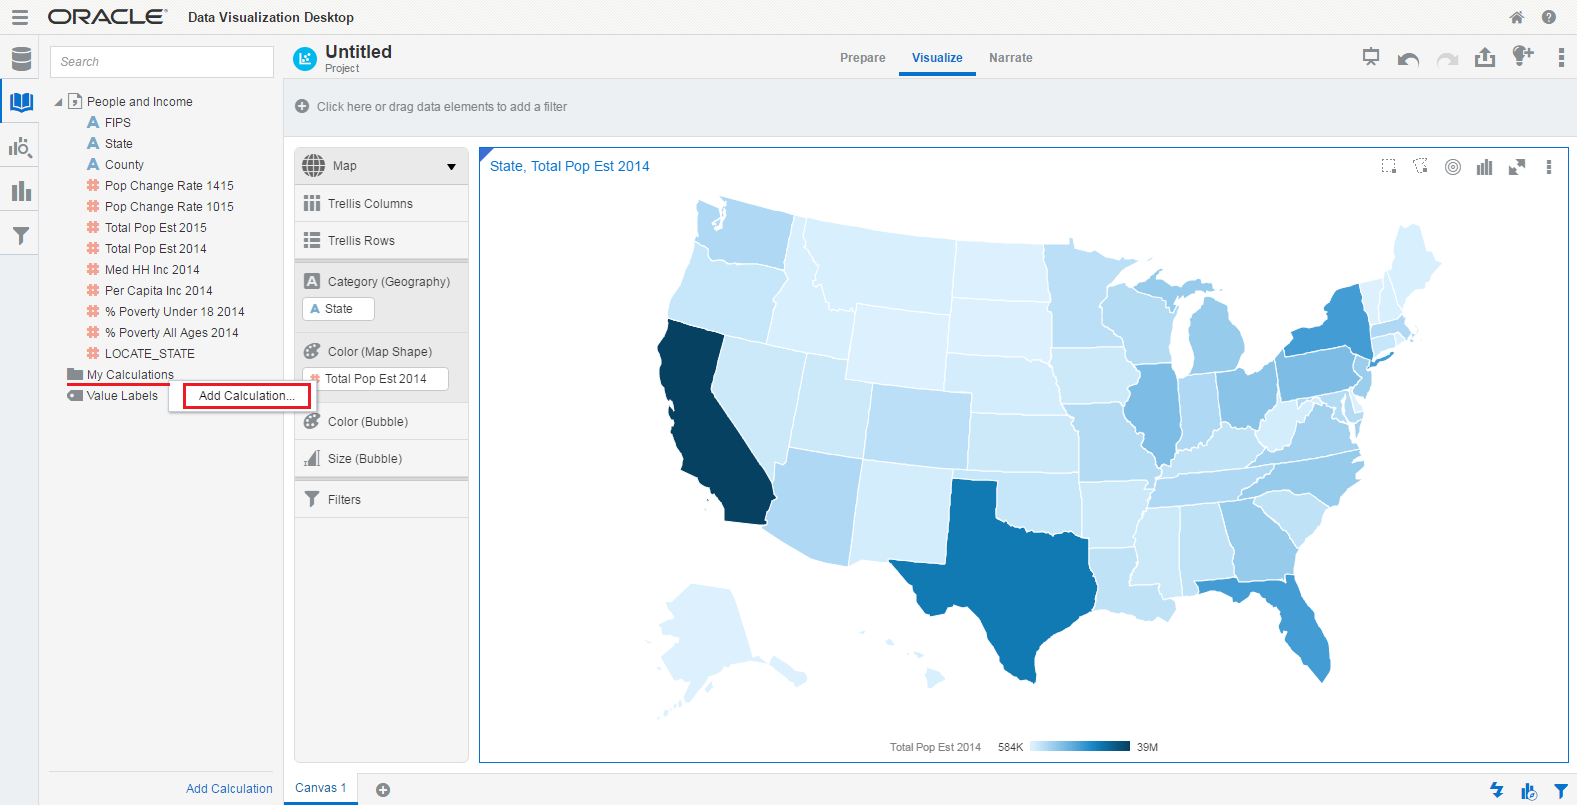 ORACLE Data Visualization Desktop
Search
Untitled
Project
Prepare Visualize Narrate
Click here or drag data elements to add a filter
People and Income
A FIPS
A State
A County
Pop Change Rate 1415
Pop Change Rate 1015
Total Pop Est 2015
Total Pop Est 2014
Med HH Inc 2014
Per Capita Inc 2014
% Poverty Under 18 2014
% Poverty All Ages 2014
LOCATE_STATE
My Calculations
Value Labels
Add Calculation...
Map
Trellis Columns
Trellis Rows
A Category (Geography)
A State
Color (Map Shape)
# Total Pop Est 2014
Color (Bubble)
Size (Bubble)
Filters
State, Total Pop Est 2014
Total Pop Est 2014 584K 39M
Add Calculation
Canvas 1